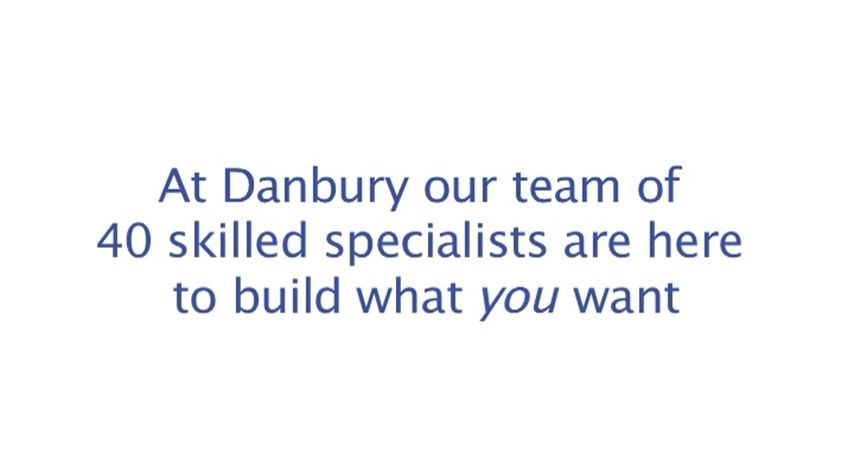 At Danbury our team of
40 skilled specialists are here
to build what you want